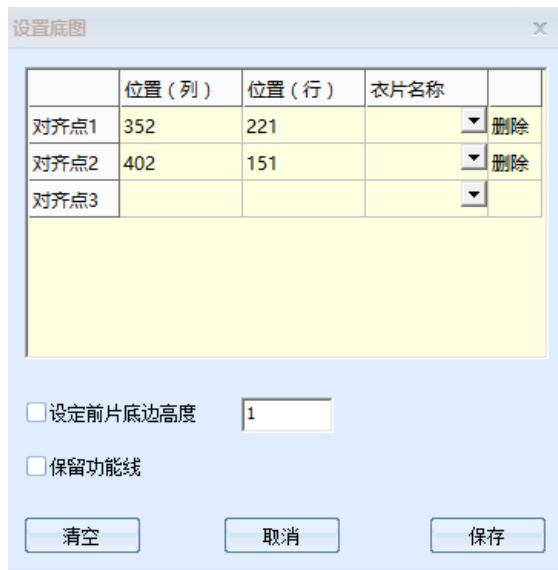 设置底图
位置（列） 位置（行） 衣片名称
对齐点1 352 221 删除
对齐点2 402 151 删除
对齐点3
设定前片底边高度 1
保留功能线
清空 取消 保存